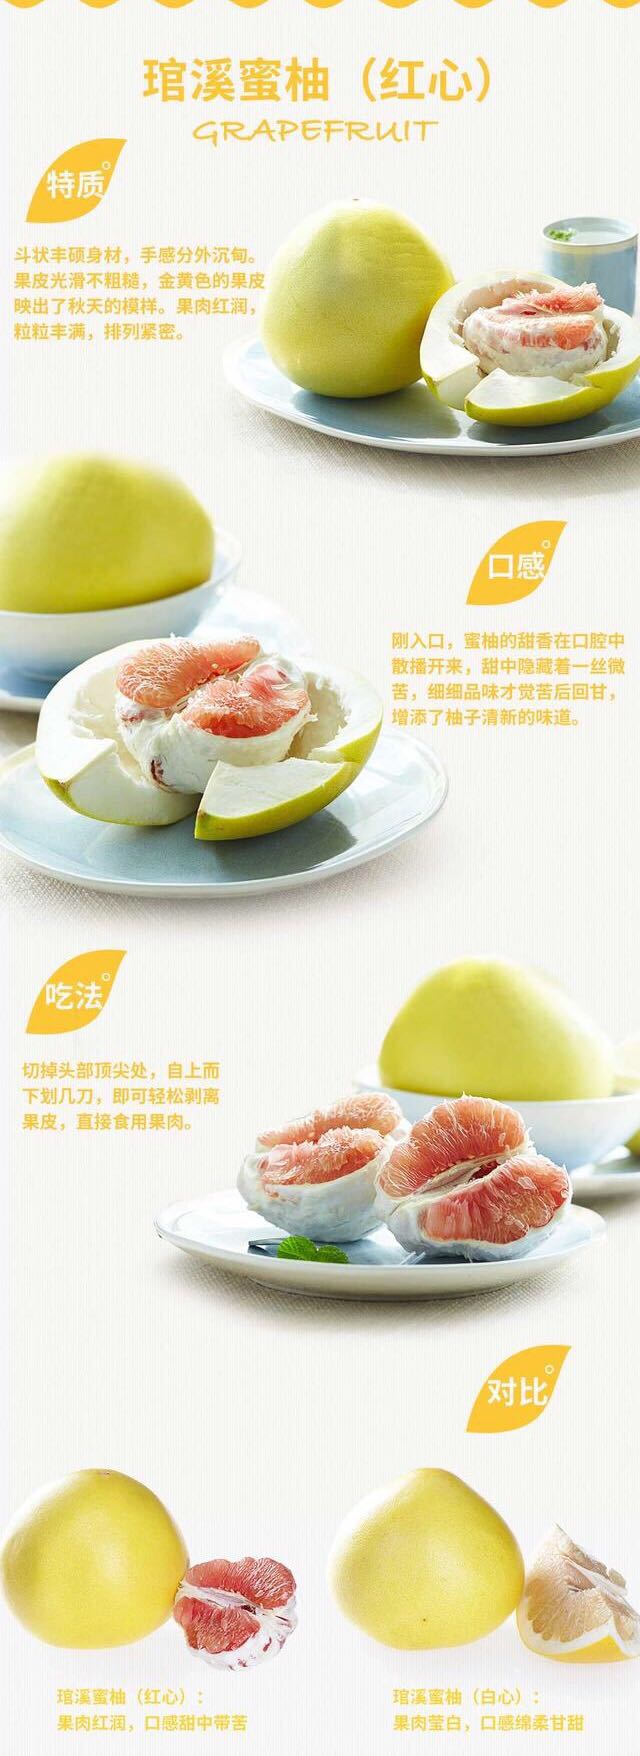 琯溪蜜柚（红心）
GRAPEFRUIT
特质
斗状丰硕身材，手感分外沉甸。
果皮光滑不粗糙，金黄色的果皮
映出了秋天的模样。果肉红润，
粒粒丰满，排列紧密。
口感
刚入口，蜜柚的甜香在口腔中
散播开来，甜中隐藏着一丝微
苦，细细品味才觉苦后回甘，
增添了柚子清新的味道。
吃法
切掉头部顶尖处，自上而
下划几刀，即可轻松剥离
果皮，直接食用果肉。
对比
琯溪蜜柚（红心）：
果肉红润，口感甜中带苦
琯溪蜜柚（白心）：
果肉莹白，口感绵柔甘甜